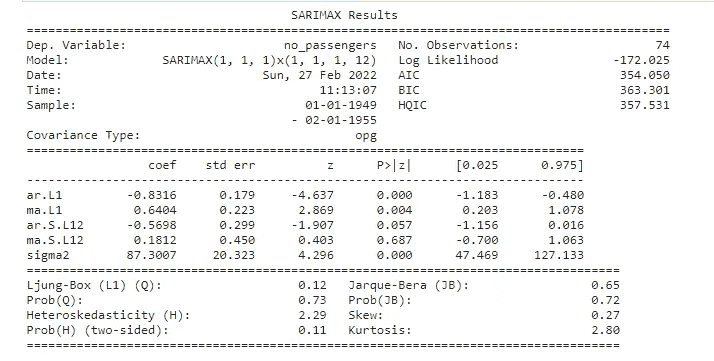 SARIMAX Results
==============================================================================
Dep. Variable: no_passengers No. Observations: 74
Model: SARIMAX(1, 1, 1)x(1, 1, 1, 12) Log Likelihood -172.025
Date: Sun, 27 Feb 2022 AIC 354.050
Time: 11:13:07 BIC 363.301
Sample: 01-01-1949 HQIC 357.531
- 02-01-1955
Covariance Type: opg
==============================================================================
coef std err z P>|z| [0.025 0.975]
------------------------------------------------------------------------------
ar.L1 -0.8316 0.179 -4.637 0.000 -1.183 -0.480
ma.L1 0.6404 0.223 2.869 0.004 0.203 1.078
ar.S.L12 -0.5698 0.299 -1.907 0.057 -1.156 0.016
ma.S.L12 0.1812 0.450 0.403 0.687 -0.700 1.063
sigma2 87.3007 20.323 4.296 0.000 47.469 127.133
==============================================================================
Ljung-Box (L1) (Q): 0.12 Jarque-Bera (JB): 0.65
Prob(Q): 0.73 Prob(JB): 0.72
Heteroskedasticity (H): 2.29 Skew: 0.27
Prob(H) (two-sided): 0.11 Kurtosis: 2.80
==============================================================================